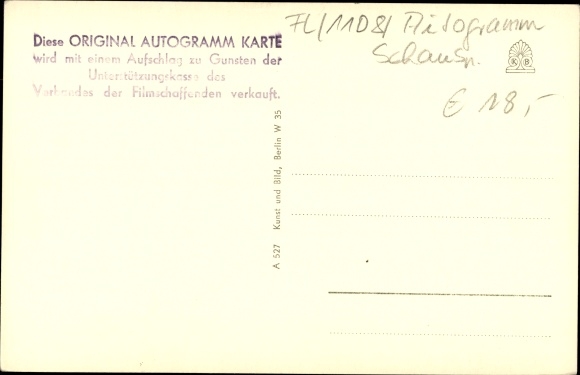 Diese ORIGINAL AUTOGRAMM KARTE
wird mit einem Aufschlag zu Gunsten der
Unterstützungskasse des
Verbandes der Filmschaffenden verkauft.
Autogramm
Schausp.
K B
€ 18,-
A 527 Kunst und Bild, Berlin W 35